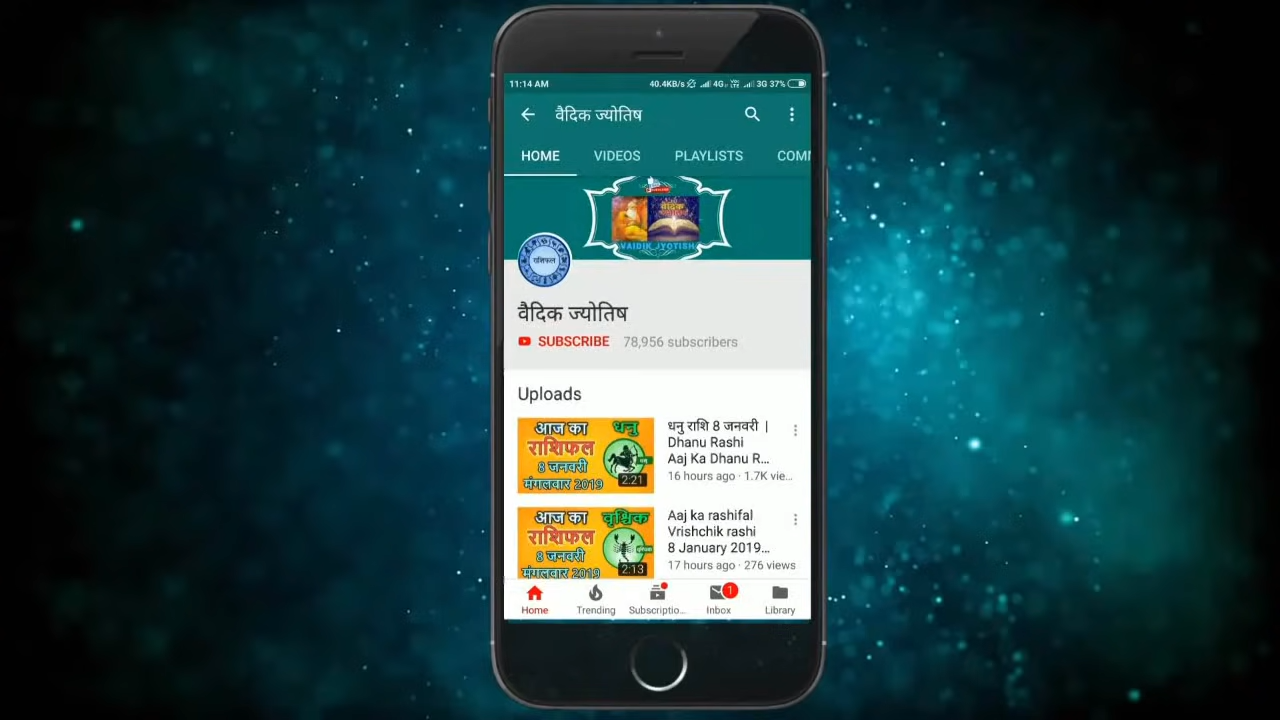 11:14 AM
40.4KB/s 4G 3G 37%
वैदिक ज्योतिष
HOME VIDEOS PLAYLISTS COMM
वैदिक
VAIDIK JYOTISH
राशिफल
वैदिक ज्योतिष
SUBSCRIBE 78,956 subscribers
Uploads
आज का धनु
राशिफल
8 जनवरी
मंगलवार 2019
2:21
धनु राशि 8 जनवरी |
Dhanu Rashi
Aaj Ka Dhanu R...
16 hours ago · 1.7K vie...
आज का वृश्चिक
राशिफल
8 जनवरी
मंगलवार 2019
2:13
Aaj ka rashifal
Vrishchik rashi
8 January 2019...
17 hours ago · 276 views
1
Home Trending Subscriptio... Inbox Library